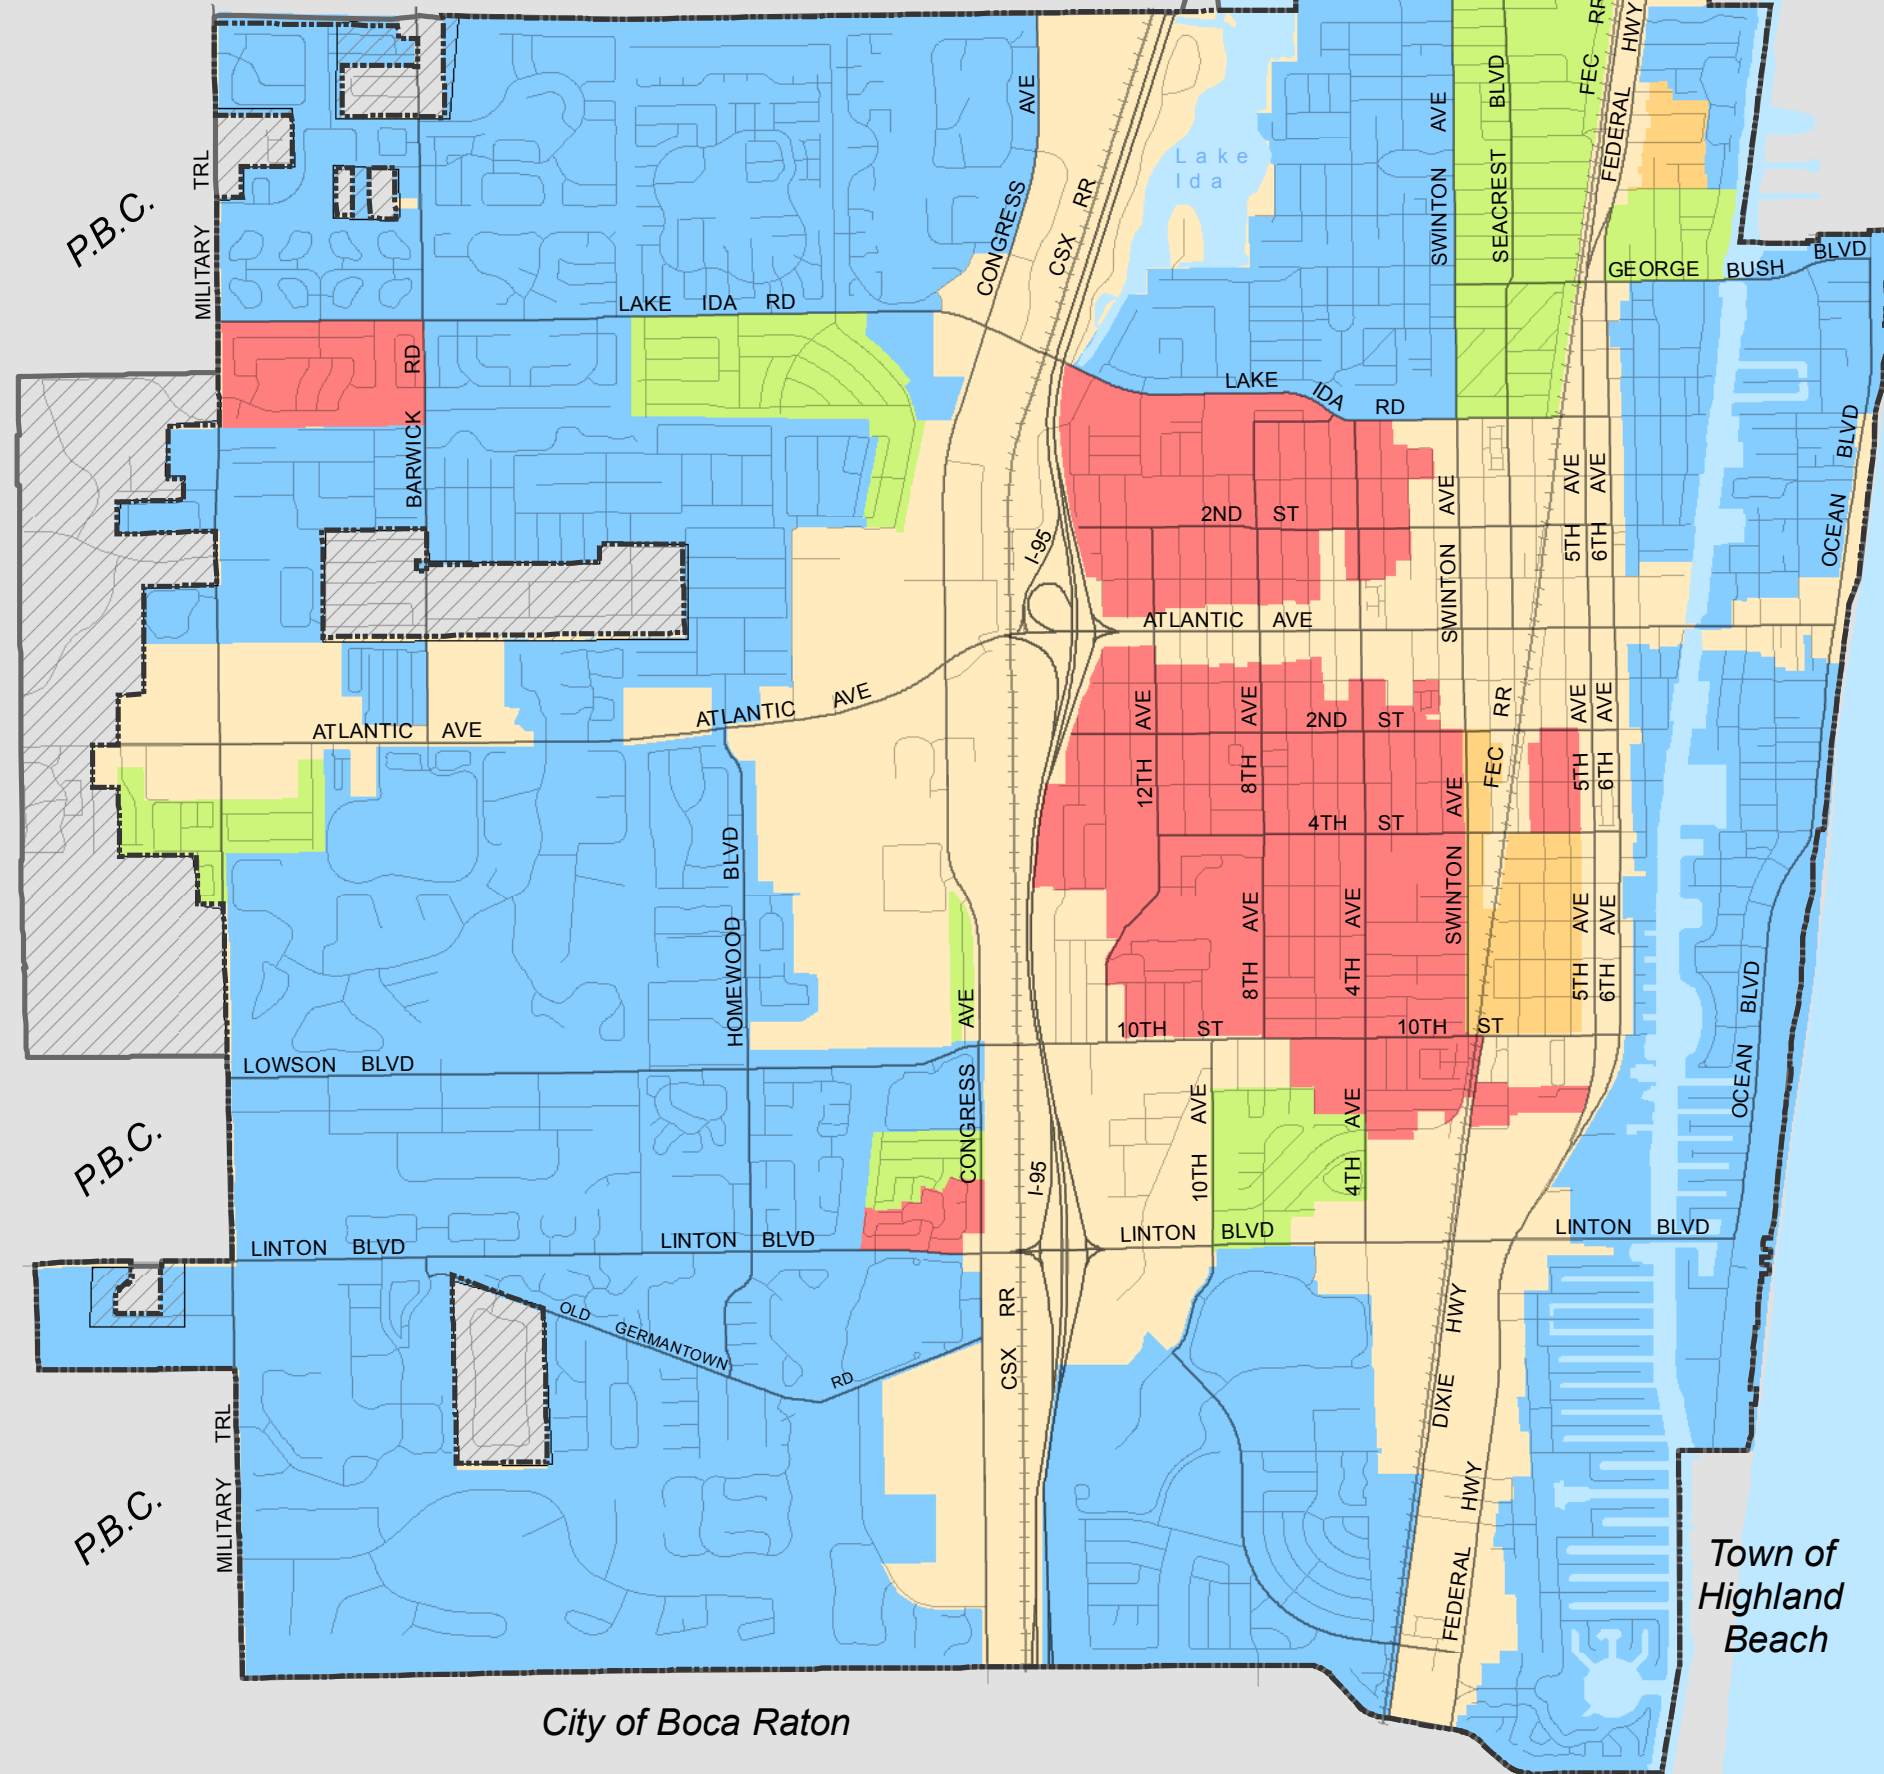 RR
HWY
FEC
FEDERAL
AVE
SEACREST BLVD
SWINTON AVE
Lake
Ida
P.B.C.
MILITARY TRL
CONGRESS
CSX RR
GEORGE BUSH BLVD
LAKE IDA RD
BARWICK RD
LAKE IDA RD
OCEAN BLVD
2ND ST
AVE
5TH AVE
6TH AVE
I-95
SWINTON
ATLANTIC AVE
ATLANTIC AVE
ATLANTIC AVE
12TH AVE
8TH AVE
2ND ST
RR
FEC
5TH AVE
6TH AVE
4TH ST
SWINTON AVE
HOMEWOOD BLVD
AVE
8TH AVE
4TH AVE
5TH AVE
6TH AVE
10TH ST
10TH ST
OCEAN BLVD
LOWSON BLVD
CONGRESS
P.B.C.
I-95
10TH AVE
4TH AVE
LINTON BLVD
LINTON BLVD
LINTON BLVD
LINTON BLVD
OLD GERMANTOWN RD
CSX RR
DIXIE HWY
MILITARY TRL
P.B.C.
FEDERAL HWY
Town of
Highland
Beach
City of Boca Raton